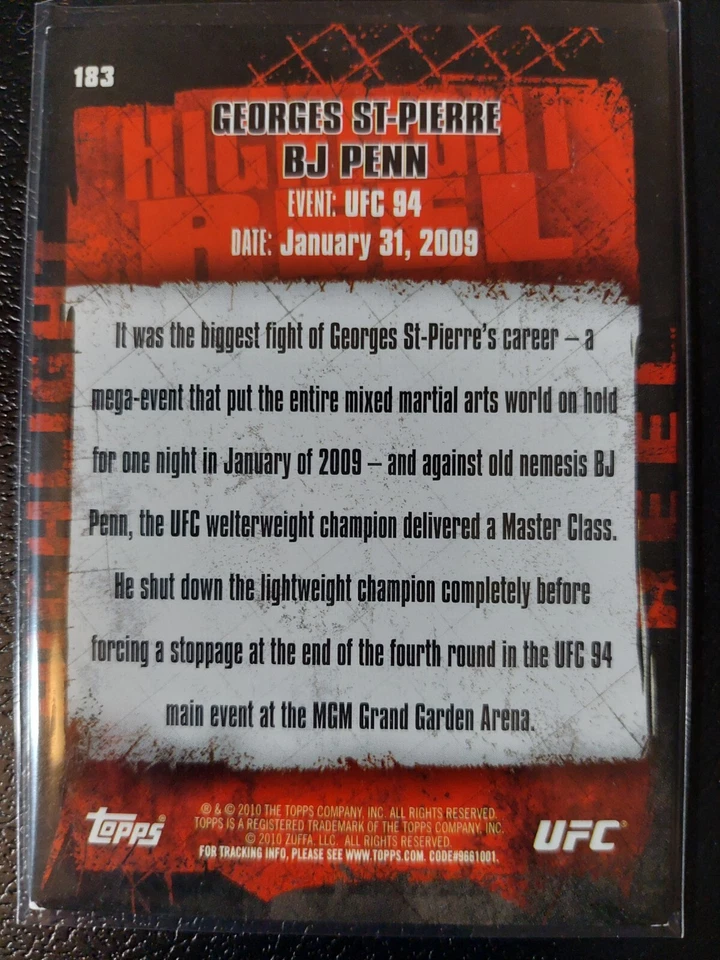 183
HIGHLIGHT
REEL
GEORGES ST-PIERRE
BJ PENN
EVENT: UFC 94
DATE: January 31, 2009
HIGHLIGHT
REEL
It was the biggest fight of Georges St-Pierre's career – a
mega-event that put the entire mixed martial arts world on hold
for one night in January of 2009 – and against old nemesis BJ
Penn, the UFC welterweight champion delivered a Master Class.
He shut down the lightweight champion completely before
forcing a stoppage at the end of the fourth round in the UFC 94
main event at the MGM Grand Garden Arena.
topps®
® & © 2010 THE TOPPS COMPANY, INC. ALL RIGHTS RESERVED.
TOPPS IS A REGISTERED TRADEMARK OF THE TOPPS COMPANY, INC.
© 2010 ZUFFA, LLC. ALL RIGHTS RESERVED.
FOR TRACKING INFO, PLEASE SEE WWW.TOPPS.COM. CODE#9661001.
UFC®